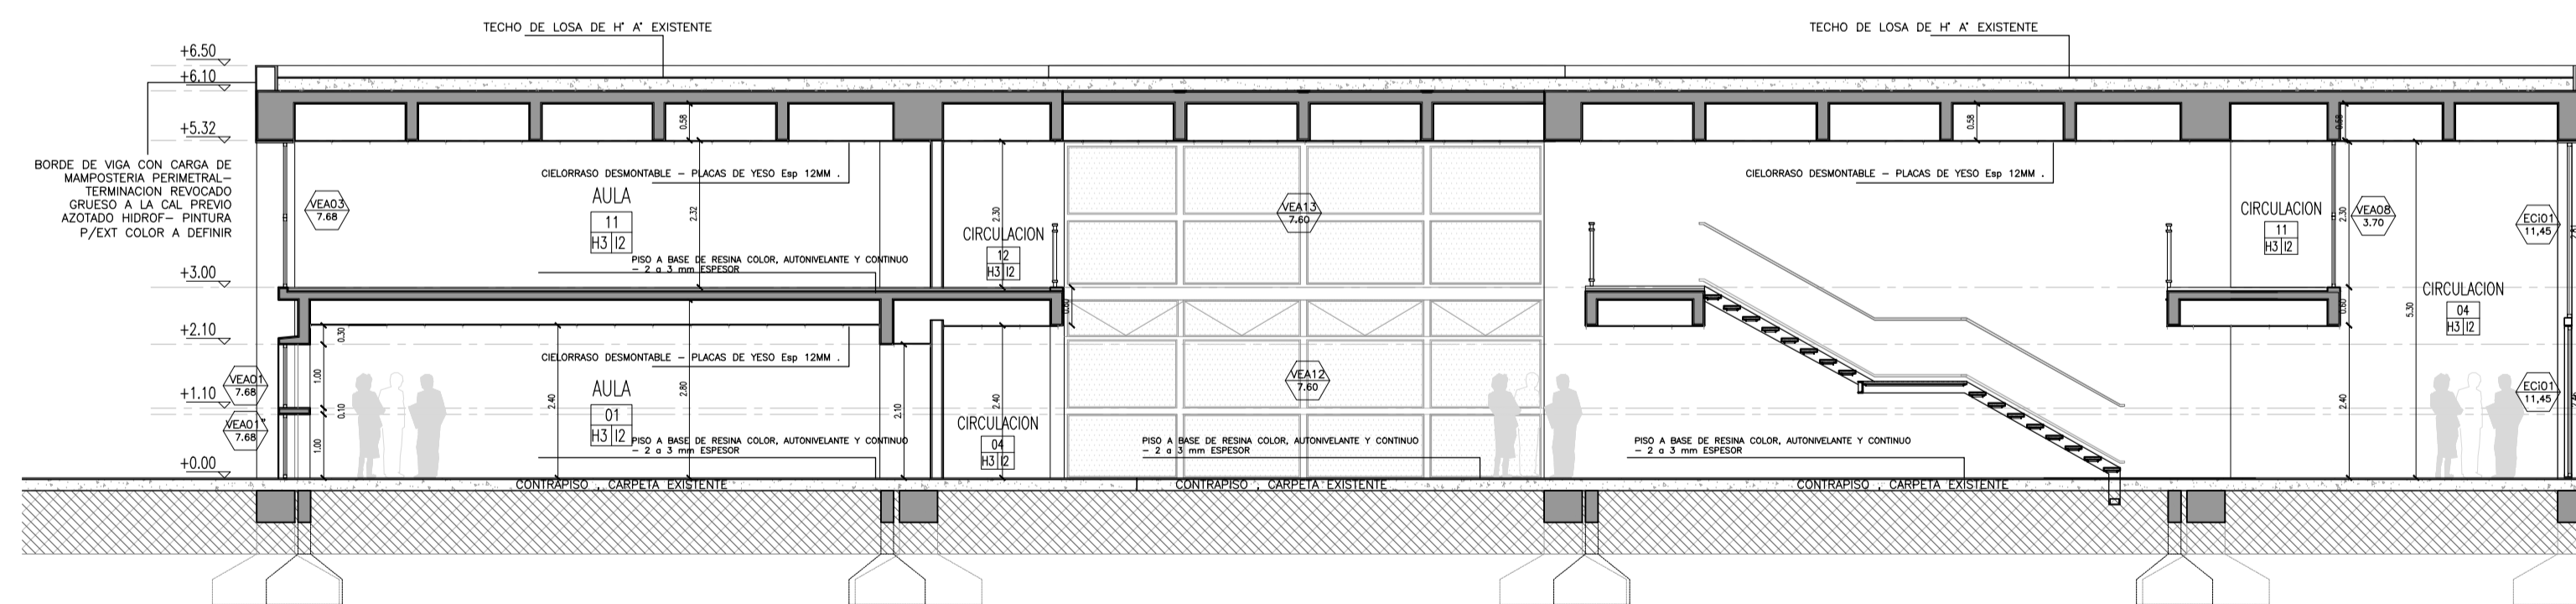 TECHO DE LOSA DE H° A° EXISTENTE
TECHO DE LOSA DE H° A° EXISTENTE
+6.50
+6.10
+5.32
BORDE DE VIGA CON CARGA DE
MAMPOSTERIA PERIMETRAL-
TERMINACION REVOCADO
GRUESO A LA CAL PREVIO
AZOTADO HIDROF- PINTURA
P/EXT COLOR A DEFINIR
+3.00
+2.10
+1.10
+0.00
0.58
0.58
0.58
CIELORRASO DESMONTABLE - PLACAS DE YESO Esp 12MM .
CIELORRASO DESMONTABLE - PLACAS DE YESO Esp 12MM .
VEA03
7.68
AULA
11
H3 I2
2.32
2.30
CIRCULACION
12
H3 I2
PISO A BASE DE RESINA COLOR, AUTONIVELANTE Y CONTINUO
- 2 a 3 mm ESPESOR
VEA13
7.60
CIRCULACION
11
H3 I2
2.30
VEA08
3.70
ECi01
11,45
CIRCULACION
04
H3 I2
5.30
0.60
0.60
0.30
CIELORRASO DESMONTABLE - PLACAS DE YESO Esp 12MM .
VEA01
7.68
VEA01"
7.68
1.00
0.10
1.00
2.40
AULA
01
H3 I2
2.80
2.10
2.40
CIRCULACION
04
H3 I2
VEA12
7.60
2.40
ECi01
11,45
PISO A BASE DE RESINA COLOR, AUTONIVELANTE Y CONTINUO
- 2 a 3 mm ESPESOR
PISO A BASE DE RESINA COLOR, AUTONIVELANTE Y CONTINUO
- 2 a 3 mm ESPESOR
PISO A BASE DE RESINA COLOR, AUTONIVELANTE Y CONTINUO
- 2 a 3 mm ESPESOR
CONTRAPISO , CARPETA EXISTENTE
CONTRAPISO , CARPETA EXISTENTE
CONTRAPISO , CARPETA EXISTENTE